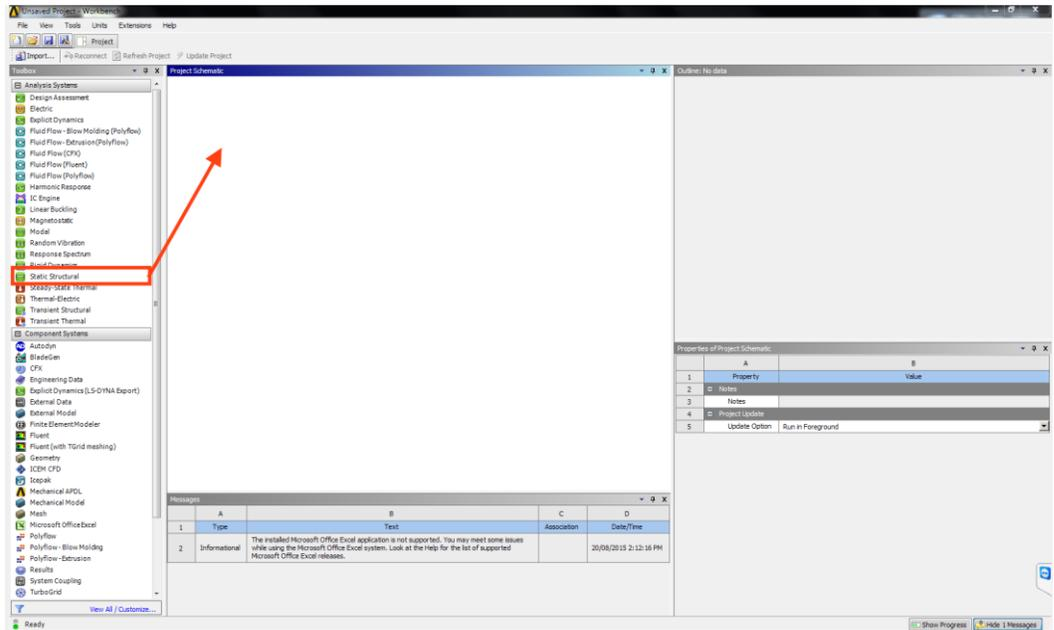 Unsaved Project - Workbench
File View Tools Units Extensions Help
Project
Import... Reconnect Refresh Project Update Project
Toolbox
Analysis Systems
Design Assessment
Electric
Explicit Dynamics
Fluid Flow - Blow Molding (Polyflow)
Fluid Flow - Extrusion(Polyflow)
Fluid Flow (CFX)
Fluid Flow (Fluent)
Fluid Flow (Polyflow)
Harmonic Response
IC Engine
Linear Buckling
Magnetostatic
Modal
Random Vibration
Response Spectrum
Rigid Dynamics
Static Structural
Steady-State Thermal
Thermal-Electric
Transient Structural
Transient Thermal
Component Systems
Autodyn
BladeGen
CFX
Engineering Data
Explicit Dynamics (LS-DYNA Export)
External Data
External Model
Finite Element Modeler
Fluent
Fluent (with TGrid meshing)
Geometry
ICEM CFD
Icepak
Mechanical APDL
Mechanical Model
Mesh
Microsoft Office Excel
Polyflow
Polyflow - Blow Molding
Polyflow - Extrusion
Results
System Coupling
TurboGrid
View All / Customize...
Project Schematic
Messages
A B C D
1 Type Text Association Date/Time
2 Informational The installed Microsoft Office Excel application is not supported. You may meet some issues
while using the Microsoft Office Excel system. Look at the Help for the list of supported
Microsoft Office Excel releases.
20/08/2015 2:12:16 PM
Outline: No data
Properties of Project Schematic
A B
1 Property Value
2 Notes
3 Notes
4 Project Update
5 Update Option Run in Foreground
Ready
Show Progress Hide 1 Messages